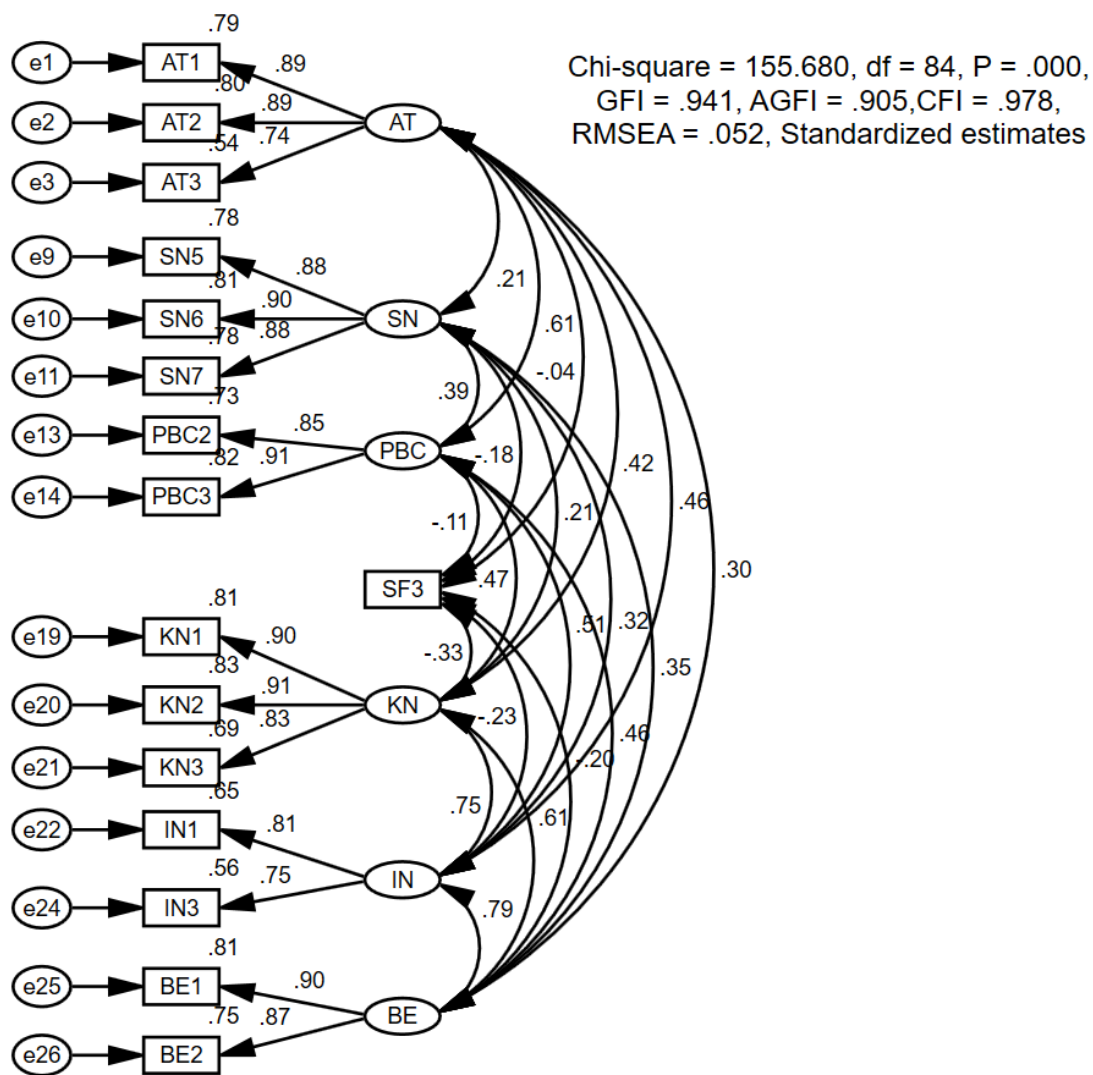 .79
e1 AT1 .89
.80
e2 AT2 .89 AT
.54 .74
e3 AT3
.78
e9 SN5 .88
.81
e10 SN6 .90 SN
.78 .88
e11 SN7
.73
e13 PBC2 .85 PBC
.82 .91
e14 PBC3
SF3
.81
e19 KN1 .90
.83
e20 KN2 .91 KN
.69 .83
e21 KN3
.65
e22 IN1 .81
IN
.56 .75
e24 IN3
.81
e25 BE1 .90
BE
.75 .87
e26 BE2
.21
.61
-.04
.39
-.18
.42
.46
.21
-.11
.30
.47
.51
.32
-.33
.35
-.23
.46
-.20
.75
.61
.79
Chi-square = 155.680, df = 84, P = .000,
GFI = .941, AGFI = .905,CFI = .978,
RMSEA = .052, Standardized estimates